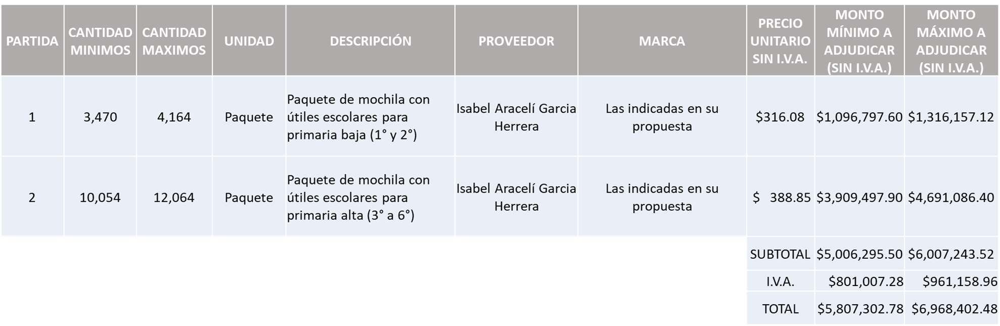 PARTIDA
CANTIDAD
MINIMOS
CANTIDAD
MAXIMOS
UNIDAD
DESCRIPCIÓN
PROVEEDOR
MARCA
PRECIO
UNITARIO
SIN I.V.A.
MONTO
MÍNIMO A
ADJUDICAR
(SIN I.V.A.)
MONTO
MÁXIMO A
ADJUDICAR
(SIN I.V.A.)
1
3,470
4,164
Paquete
Paquete de mochila con
útiles escolares para
primaria baja (1° y 2°)
Isabel Aracelí Garcia
Herrera
Las indicadas en su
propuesta
$316.08
$1,096,797.60
$1,316,157.12
2
10,054
12,064
Paquete
Paquete de mochila con
útiles escolares para
primaria alta (3° a 6°)
Isabel Aracelí Garcia
Herrera
Las indicadas en su
propuesta
$ 388.85
$3,909,497.90
$4,691,086.40
SUBTOTAL
$5,006,295.50
$6,007,243.52
I.V.A.
$801,007.28
$961,158.96
TOTAL
$5,807,302.78
$6,968,402.48